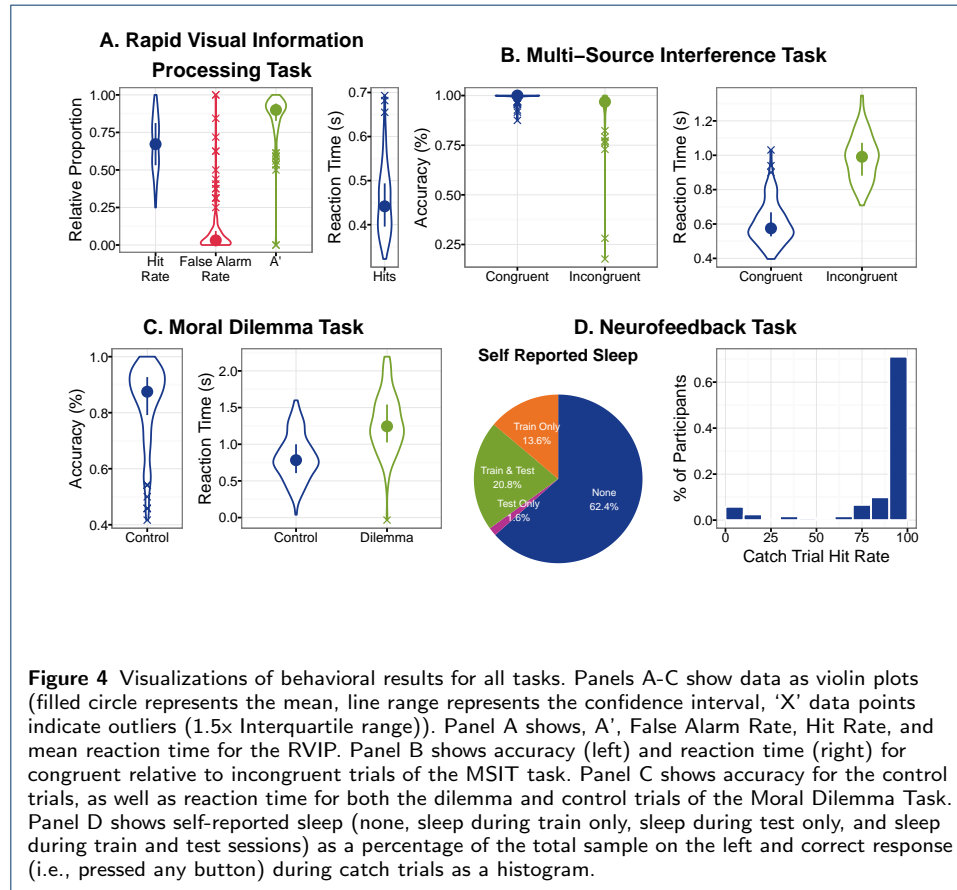 A. Rapid Visual Information
Processing Task
Relative Proportion
1.00
0.75
0.50
0.25
0.00
Hit
Rate
False Alarm
Rate
A'
Reaction Time (s)
0.7
0.6
0.5
0.4
Hits
B. Multi−Source Interference Task
Accuracy (%)
1.00
0.75
0.50
0.25
Congruent
Incongruent
Reaction Time (s)
1.2
1.0
0.8
0.6
0.4
Congruent
Incongruent
C. Moral Dilemma Task
Accuracy (%)
1.0
0.8
0.6
0.4
Control
Reaction Time (s)
2.0
1.5
1.0
0.5
0.0
Control
Dilemma
D. Neurofeedback Task
Self Reported Sleep
Train Only
13.6%
Train & Test
20.8%
Test Only
1.6%
None
62.4%
% of Participants
0.6
0.4
0.2
0.0
0
25
50
75
100
Catch Trial Hit Rate
Figure 4 Visualizations of behavioral results for all tasks. Panels A-C show data as violin plots
(filled circle represents the mean, line range represents the confidence interval, ‘X’ data points
indicate outliers (1.5x Interquartile range)). Panel A shows, A’, False Alarm Rate, Hit Rate, and
mean reaction time for the RVIP. Panel B shows accuracy (left) and reaction time (right) for
congruent relative to incongruent trials of the MSIT task. Panel C shows accuracy for the control
trials, as well as reaction time for both the dilemma and control trials of the Moral Dilemma Task.
Panel D shows self-reported sleep (none, sleep during train only, sleep during test only, and sleep
during train and test sessions) as a percentage of the total sample on the left and correct response
(i.e., pressed any button) during catch trials as a histogram.